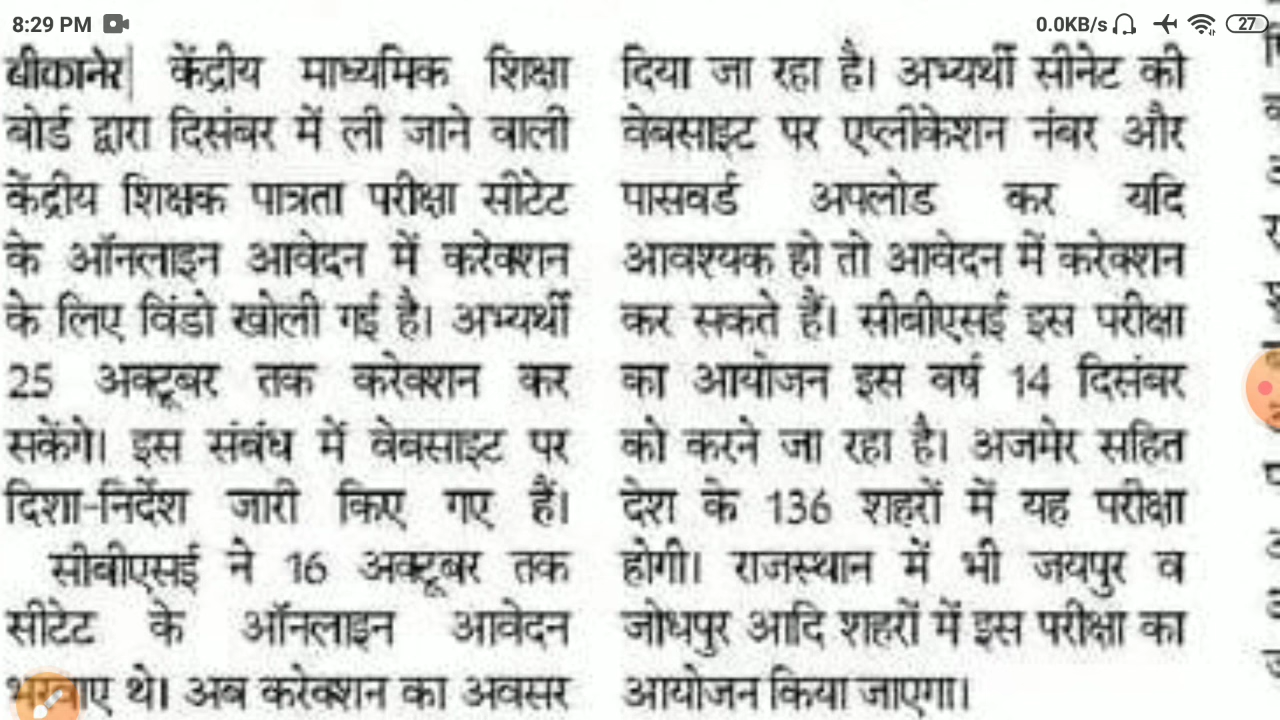 8:29 PM
0.0KB/s
27
बीकानेर| केंद्रीय माध्यमिक शिक्षा
बोर्ड द्वारा दिसंबर में ली जाने वाली
केंद्रीय शिक्षक पात्रता परीक्षा सीटेट
के ऑनलाइन आवेदन में करेक्शन
के लिए विंडो खोली गई है। अभ्यर्थी
25 अक्टूबर तक करेक्शन कर
सकेंगे। इस संबंध में वेबसाइट पर
दिशा-निर्देश जारी किए गए हैं।
सीबीएसई ने 16 अक्टूबर तक
सीटेट के ऑनलाइन आवेदन
भरवाए थे। अब करेक्शन का अवसर
दिया जा रहा है। अभ्यर्थी सीनेट की
वेबसाइट पर एप्लीकेशन नंबर और
पासवर्ड अपलोड कर यदि
आवश्यक हो तो आवेदन में करेक्शन
कर सकते हैं। सीबीएसई इस परीक्षा
का आयोजन इस वर्ष 14 दिसंबर
को करने जा रहा है। अजमेर सहित
देश के 136 शहरों में यह परीक्षा
होगी। राजस्थान में भी जयपुर व
जोधपुर आदि शहरों में इस परीक्षा का
आयोजन किया जाएगा।